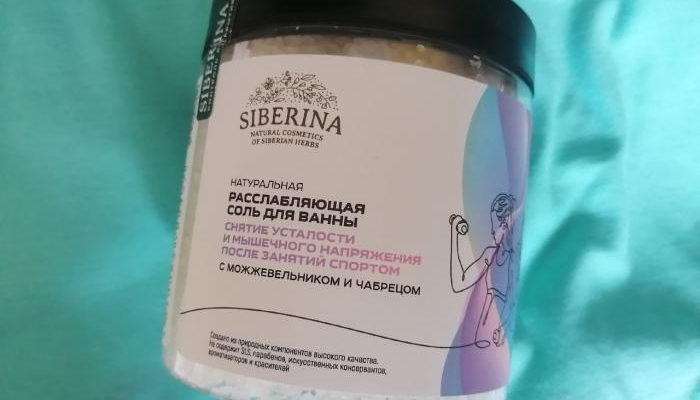 SIBERINA
SIBERINA
NATURAL COSMETICS
OF SIBERIAN HERBS
НАТУРАЛЬНАЯ
РАССЛАБЛЯЮЩАЯ
СОЛЬ ДЛЯ ВАННЫ
СНЯТИЕ УСТАЛОСТИ
И МЫШЕЧНОГО НАПРЯЖЕНИЯ
ПОСЛЕ ЗАНЯТИЙ СПОРТОМ
С МОЖЖЕВЕЛЬНИКОМ И ЧАБРЕЦОМ
Создано из природных компонентов высокого качества.
Не содержит SLS, парабенов, искусственных консервантов,
ароматизаторов и красителей